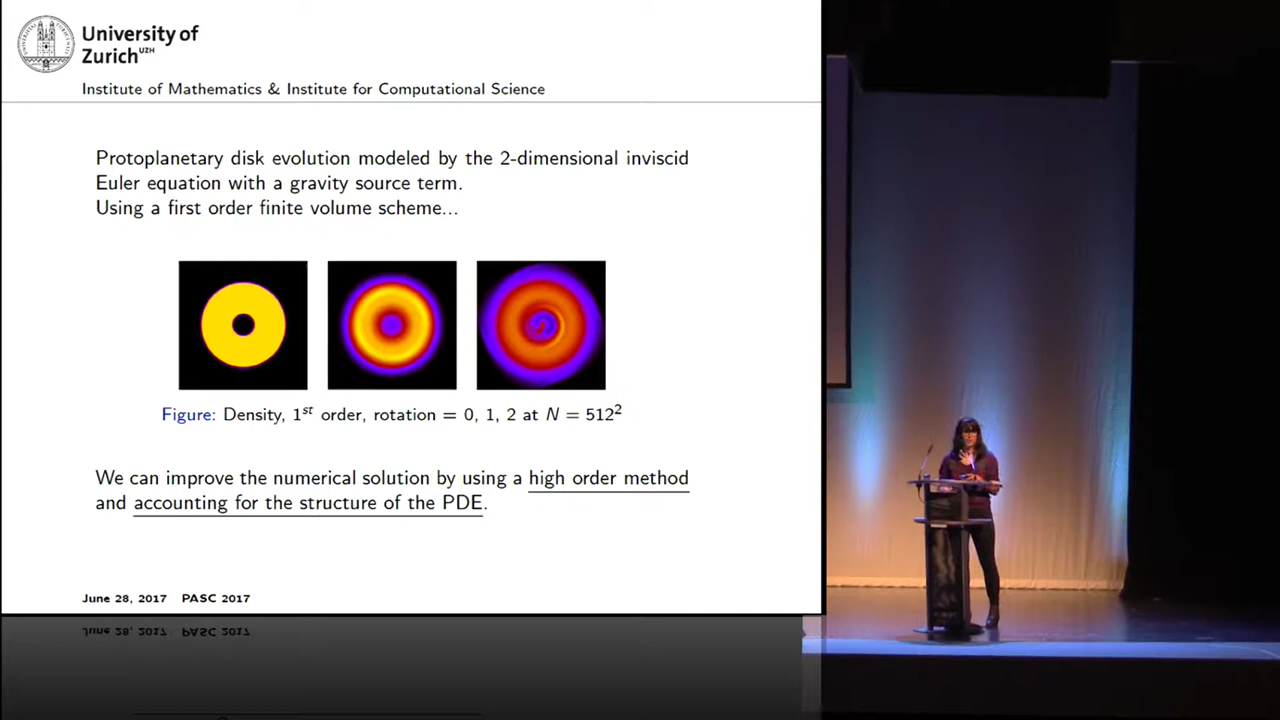 University of
Zurich UZH
Institute of Mathematics & Institute for Computational Science
Protoplanetary disk evolution modeled by the 2-dimensional inviscid
Euler equation with a gravity source term.
Using a first order finite volume scheme...
Figure: Density, 1st order, rotation = 0, 1, 2 at N = 512²
We can improve the numerical solution by using a high order method
and accounting for the structure of the PDE.
June 28, 2017 PASC 2017